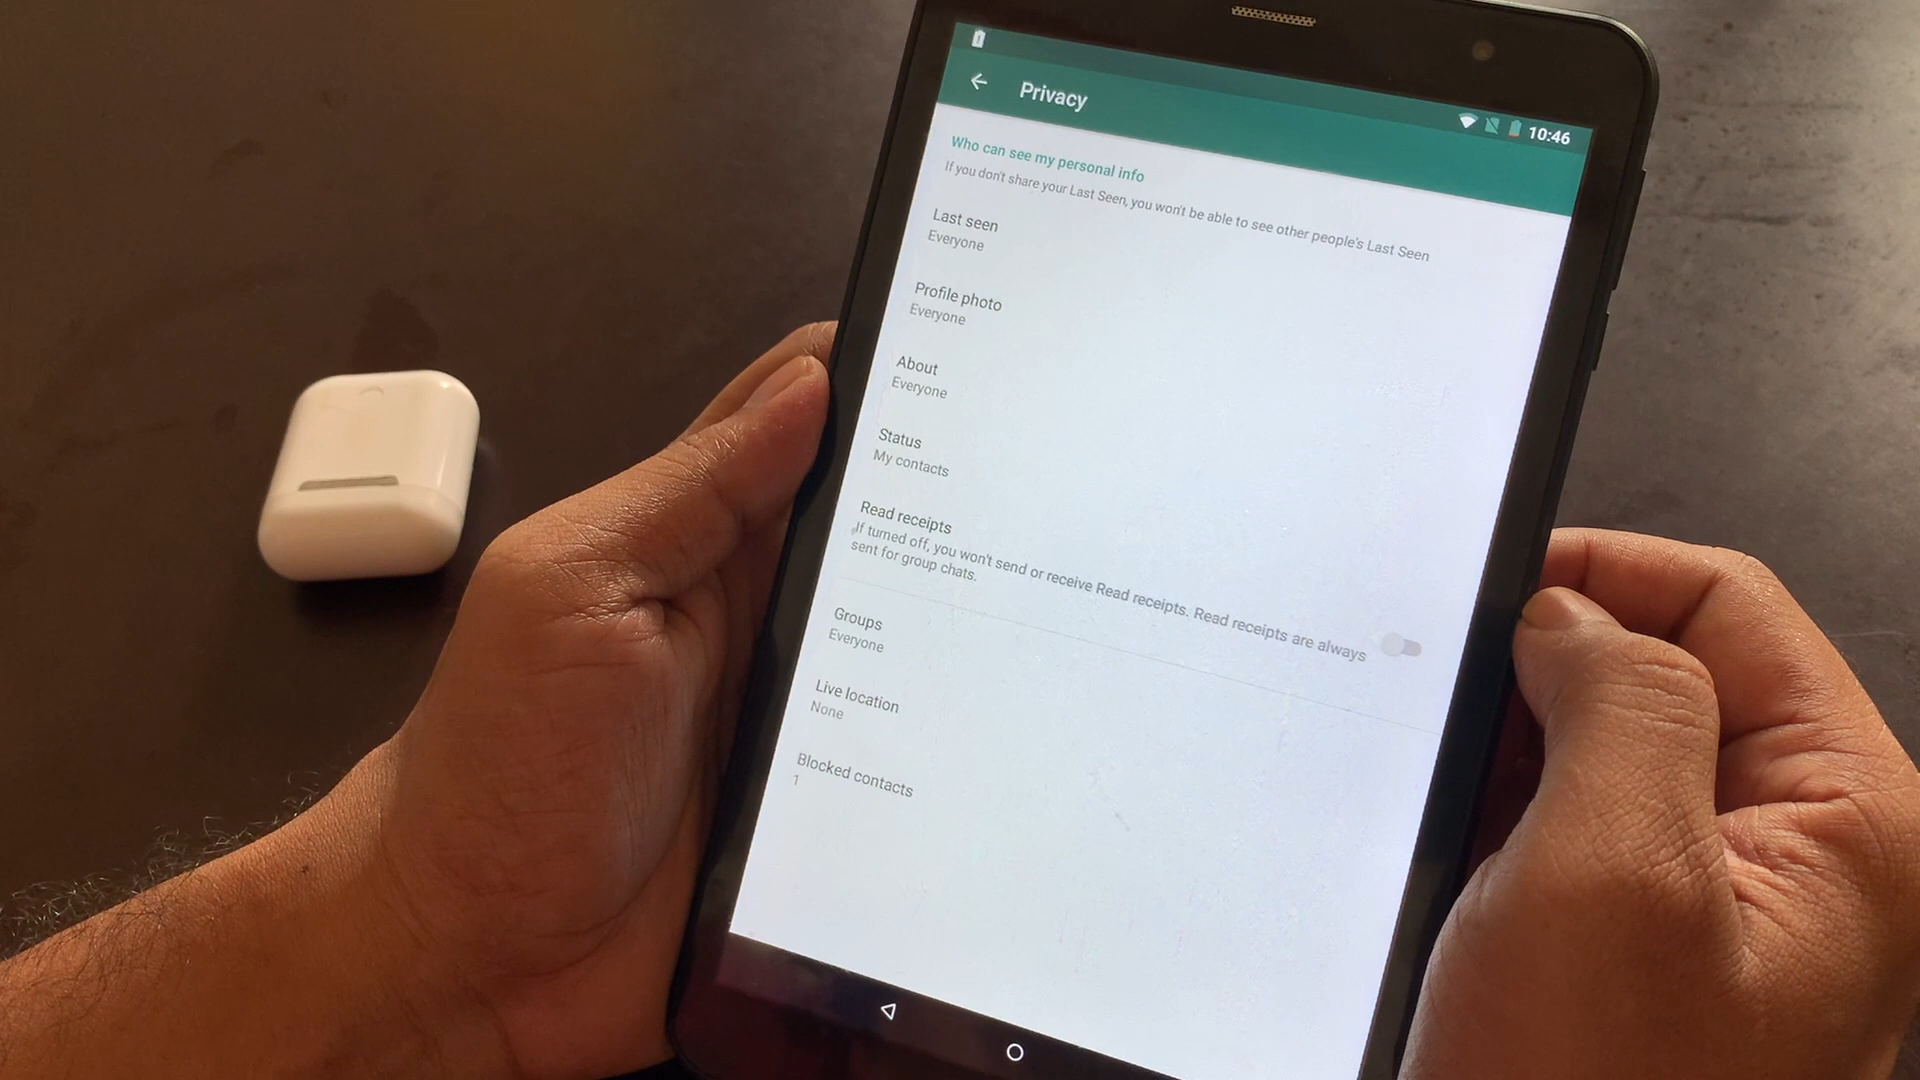 10:46
Privacy
Who can see my personal info
If you don't share your Last Seen, you won't be able to see other people's Last Seen
Last seen
Everyone
Profile photo
Everyone
About
Everyone
Status
My contacts
Read receipts
If turned off, you won't send or receive Read receipts. Read receipts are always
sent for group chats.
Groups
Everyone
Live location
None
Blocked contacts
1